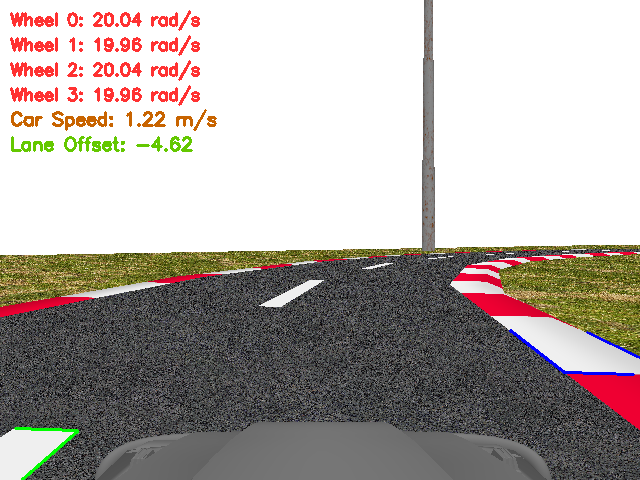 Wheel 0: 20.04 rad/s
Wheel 1: 19.96 rad/s
Wheel 2: 20.04 rad/s
Wheel 3: 19.96 rad/s
Car Speed: 1.22 m/s
Lane Offset: -4.62